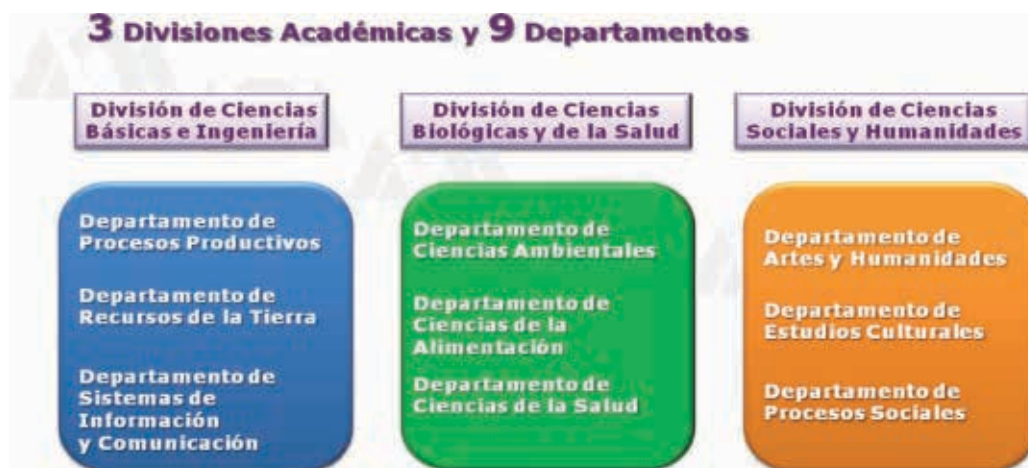 3 Divisiones Académicas y 9 Departamentos
División de Ciencias
Básicas e Ingeniería
División de Ciencias
Biológicas y de la Salud
División de Ciencias
Sociales y Humanidades
Departamento de
Procesos Productivos
Departamento de
Recursos de la Tierra
Departamento de
Sistemas de
Información
y Comunicación
Departamento de
Ciencias Ambientales
Departamento de
Ciencias de la
Alimentación
Departamento de
Ciencias de la Salud
Departamento de
Artes y Humanidades
Departamento de
Estudios Culturales
Departamento de
Procesos Sociales